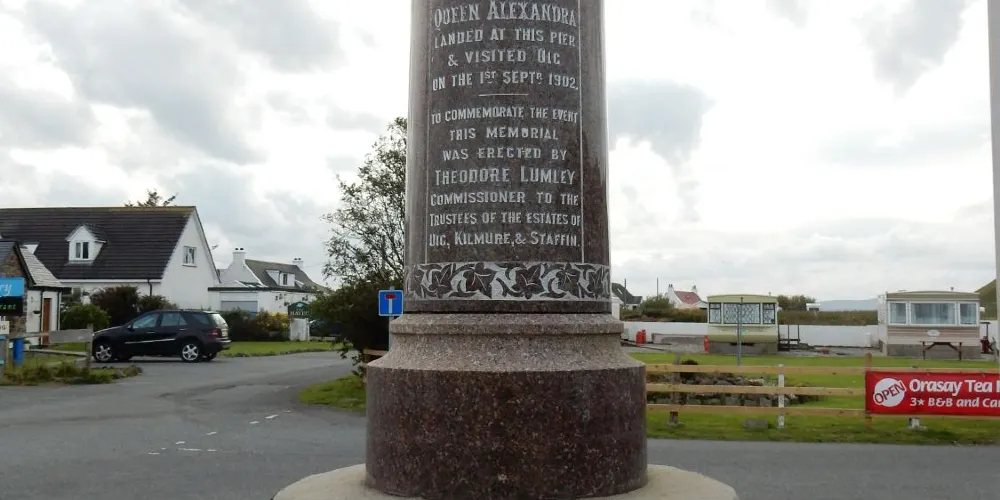 QUEEN ALEXANDRA
LANDED AT THIS PIER
& VISITED UIG
ON THE 1ST SEPTR 1902.
TO COMMEMORATE THE EVENT
THIS MEMORIAL
WAS ERECTED BY
THEODORE LUMLEY
COMMISSIONER TO THE
TRUSTEES OF THE ESTATES OF
UIG, KILMURE, & STAFFIN.
OPEN
Orasay Tea
3★ B&B and Ca